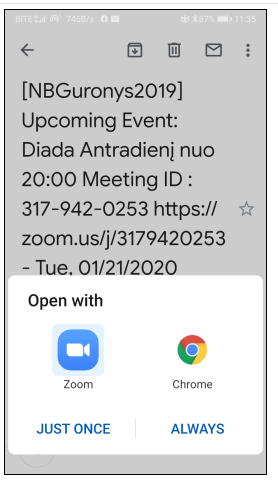 BITE 746B/s 87% 11:35
[NBGuronys2019]
Upcoming Event:
Diada Antradienį nuo
20:00 Meeting ID :
317-942-0253 https://
zoom.us/j/3179420253
- Tue, 01/21/2020
Open with
Zoom Chrome
JUST ONCE ALWAYS